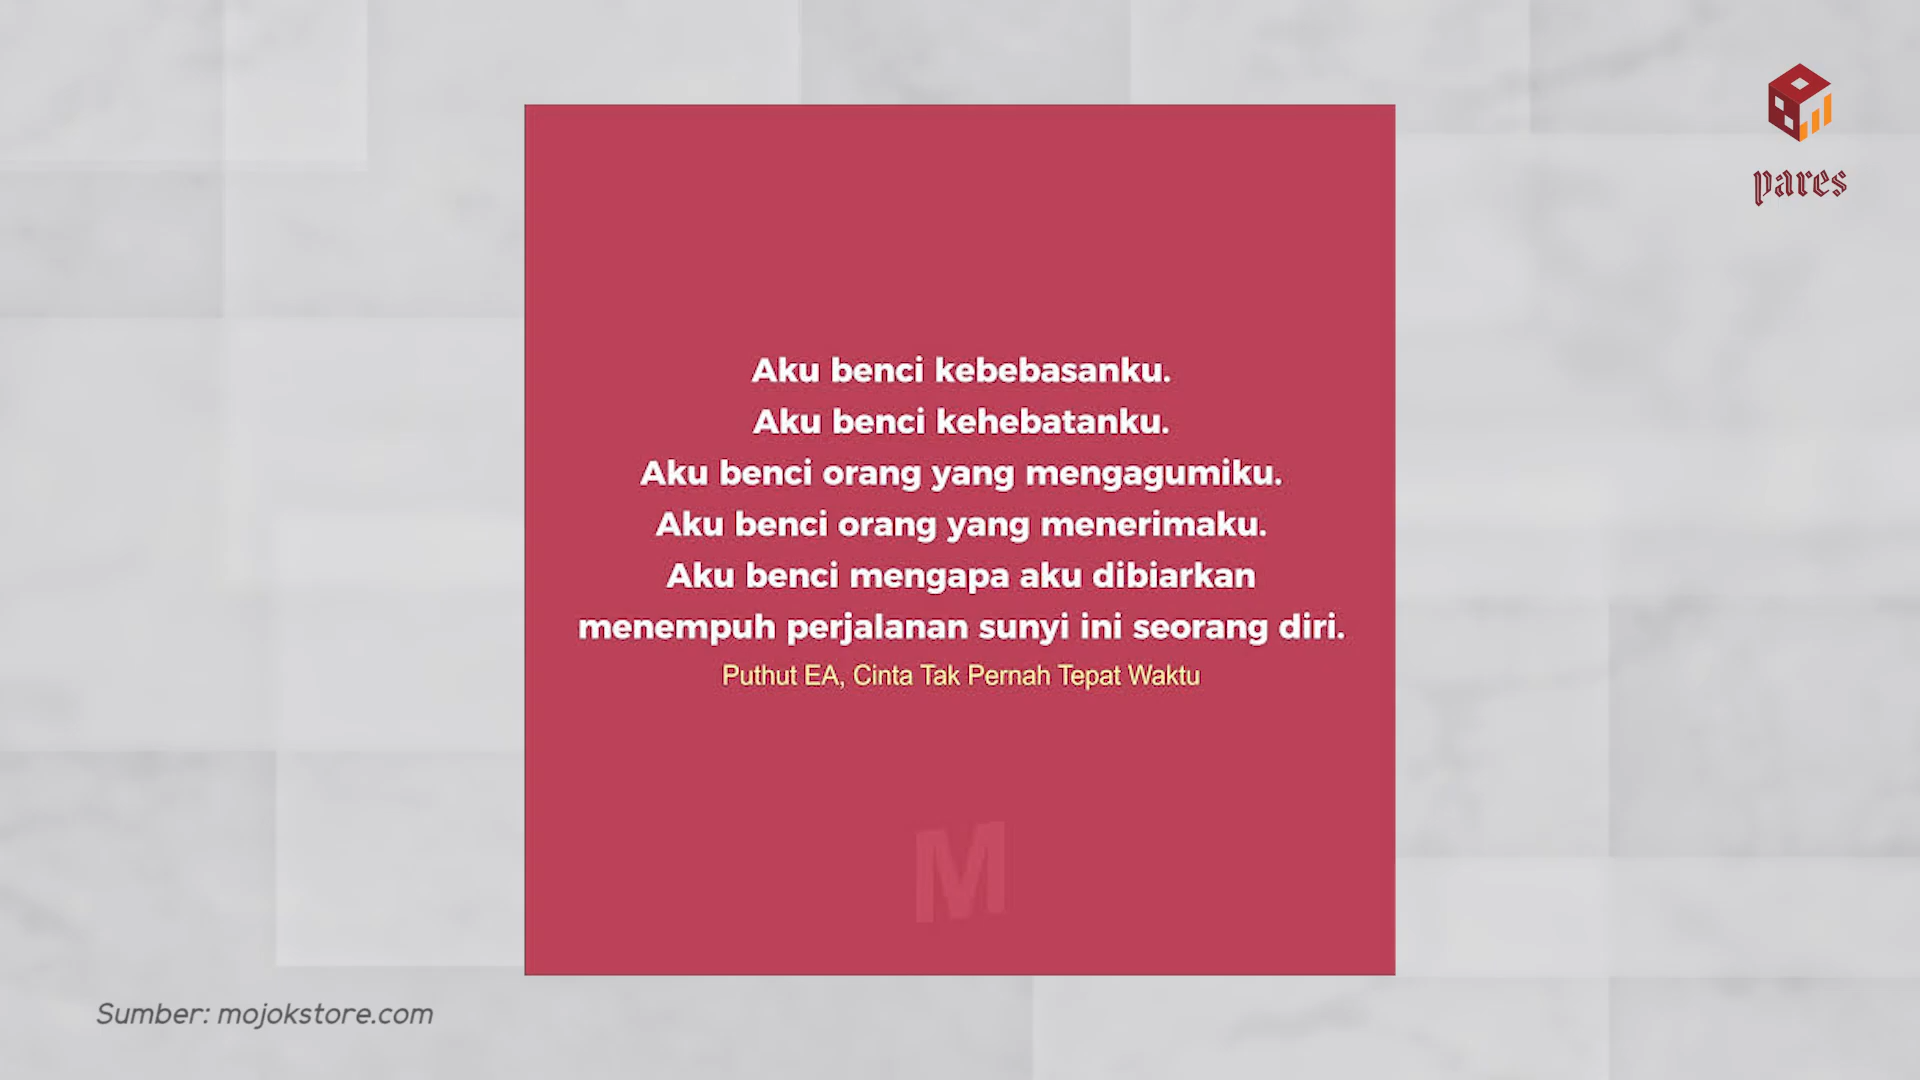 pares
Aku benci kebebasanku.
Aku benci kehebatanku.
Aku benci orang yang mengagumiku.
Aku benci orang yang menerimaku.
Aku benci mengapa aku dibiarkan
menempuh perjalanan sunyi ini seorang diri.
Puthut EA, Cinta Tak Pernah Tepat Waktu
M
Sumber: mojokstore.com